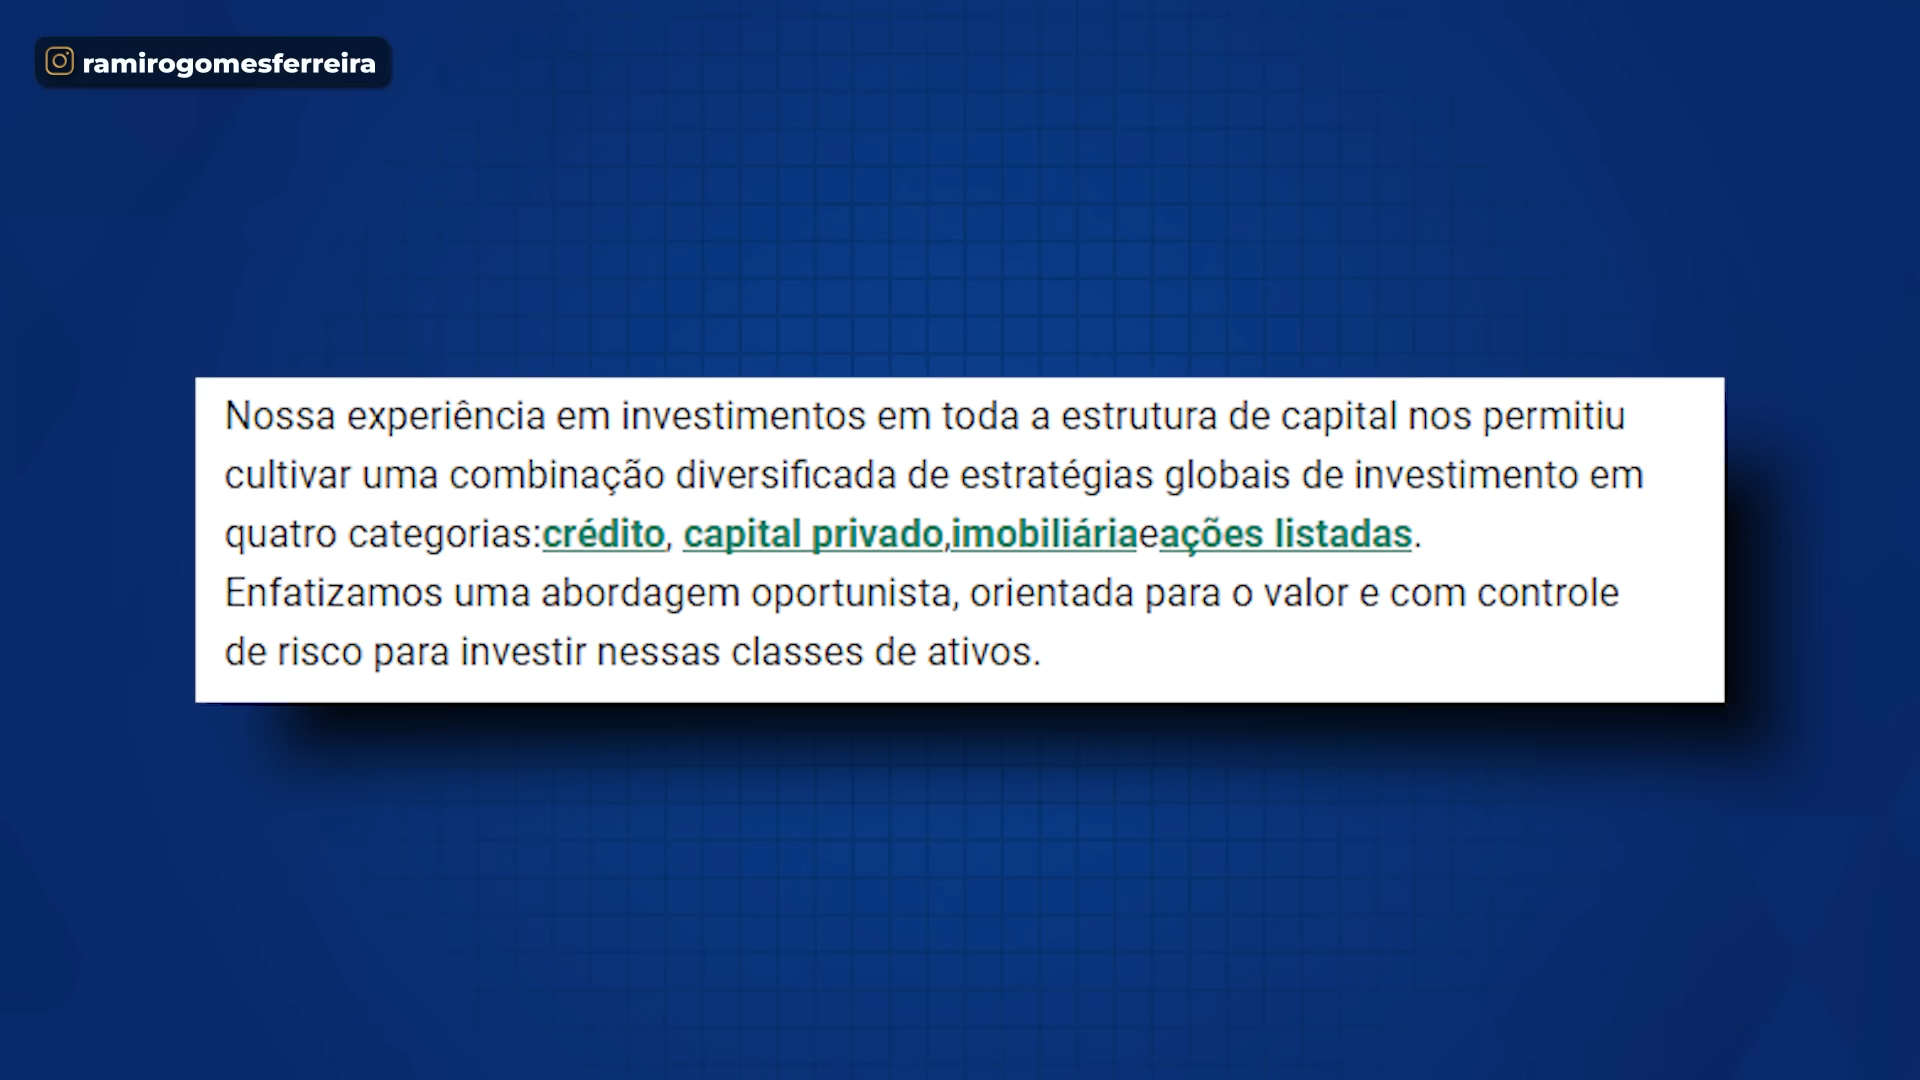 ramirogomesferreira
Nossa experiência em investimentos em toda a estrutura de capital nos permitiu
cultivar uma combinação diversificada de estratégias globais de investimento em
quatro categorias:crédito, capital privado,imobiliáriaeações listadas.
Enfatizamos uma abordagem oportunista, orientada para o valor e com controle
de risco para investir nessas classes de ativos.